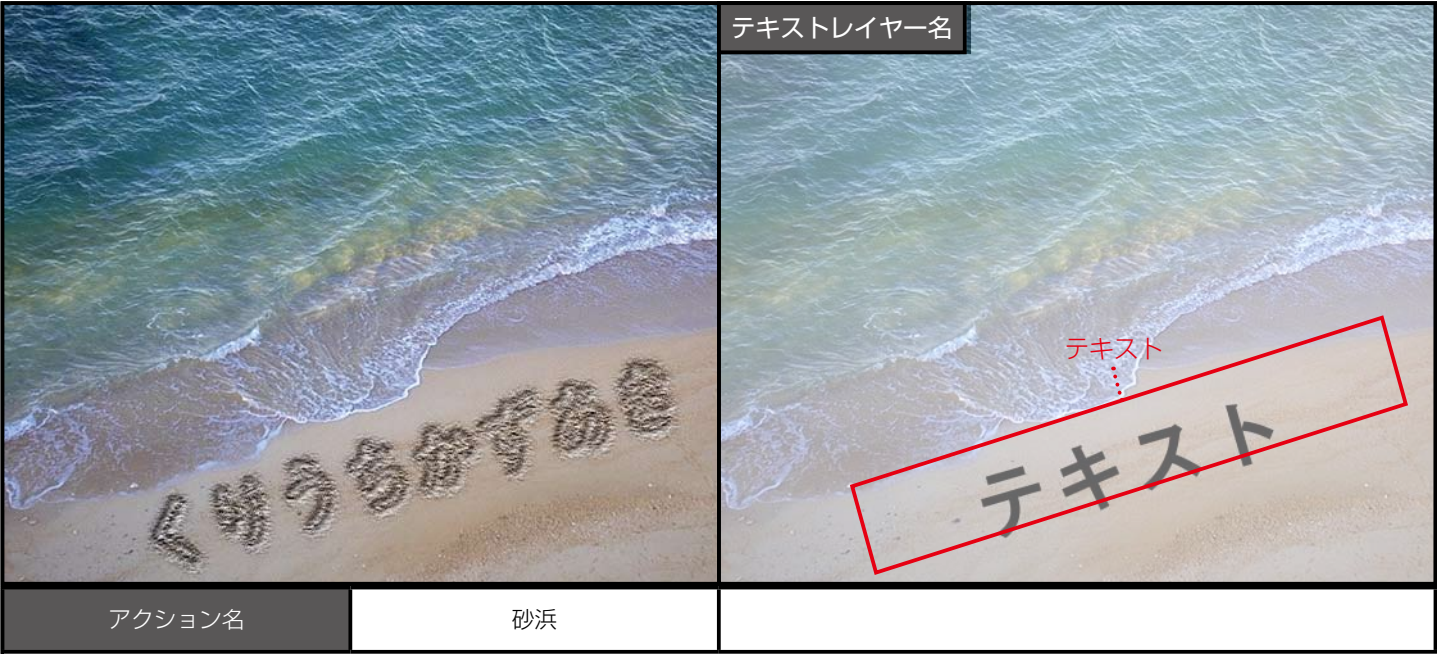 テキストレイヤー名
テキスト
くりうちかずあき
テキスト
アクション名
砂浜